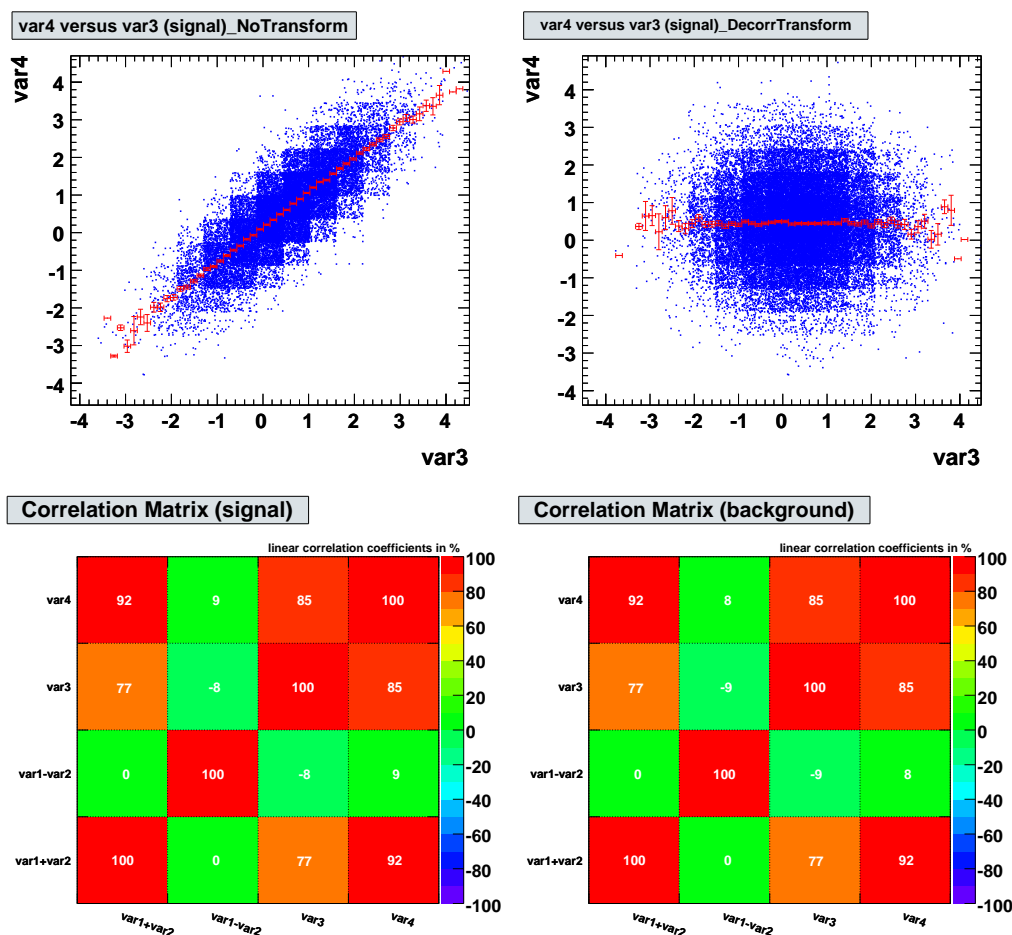 var4 versus var3 (signal)_NoTransform
var4
4
3
2
1
0
-1
-2
-3
-4
-4 -3 -2 -1 0 1 2 3 4
var3
var4 versus var3 (signal)_DecorrTransform
var4
4
3
2
1
0
-1
-2
-3
-4
-4 -3 -2 -1 0 1 2 3 4
var3
Correlation Matrix (signal)
linear correlation coefficients in %
var4 92 9 85 100
var3 77 -8 100 85
var1-var2 0 100 -8 9
var1+var2 100 0 77 92
var1+var2 var1-var2 var3 var4
100
80
60
40
20
0
-20
-40
-60
-80
-100
Correlation Matrix (background)
linear correlation coefficients in %
var4 92 8 85 100
var3 77 -9 100 85
var1-var2 0 100 -9 8
var1+var2 100 0 77 92
var1+var2 var1-var2 var3 var4
100
80
60
40
20
0
-20
-40
-60
-80
-100